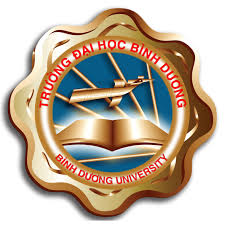 TRƯỜNG ĐẠI HỌC BÌNH DƯƠNG
BINH DUONG UNIVERSITY